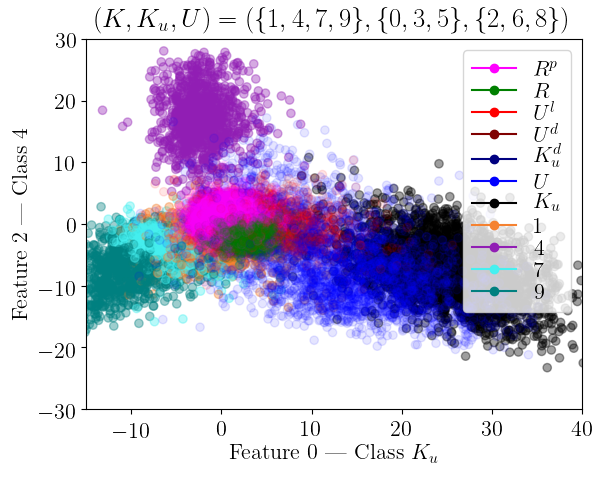 (K, K_u, U) = ({1, 4, 7, 9}, {0, 3, 5}, {2, 6, 8})
30
20
10
0
−10
−20
−30
Feature 2 — Class 4
R^p
R
U^l
U^d
K_u^d
U
K_u
1
4
7
9
−10
0
10
20
30
40
Feature 0 — Class K_u